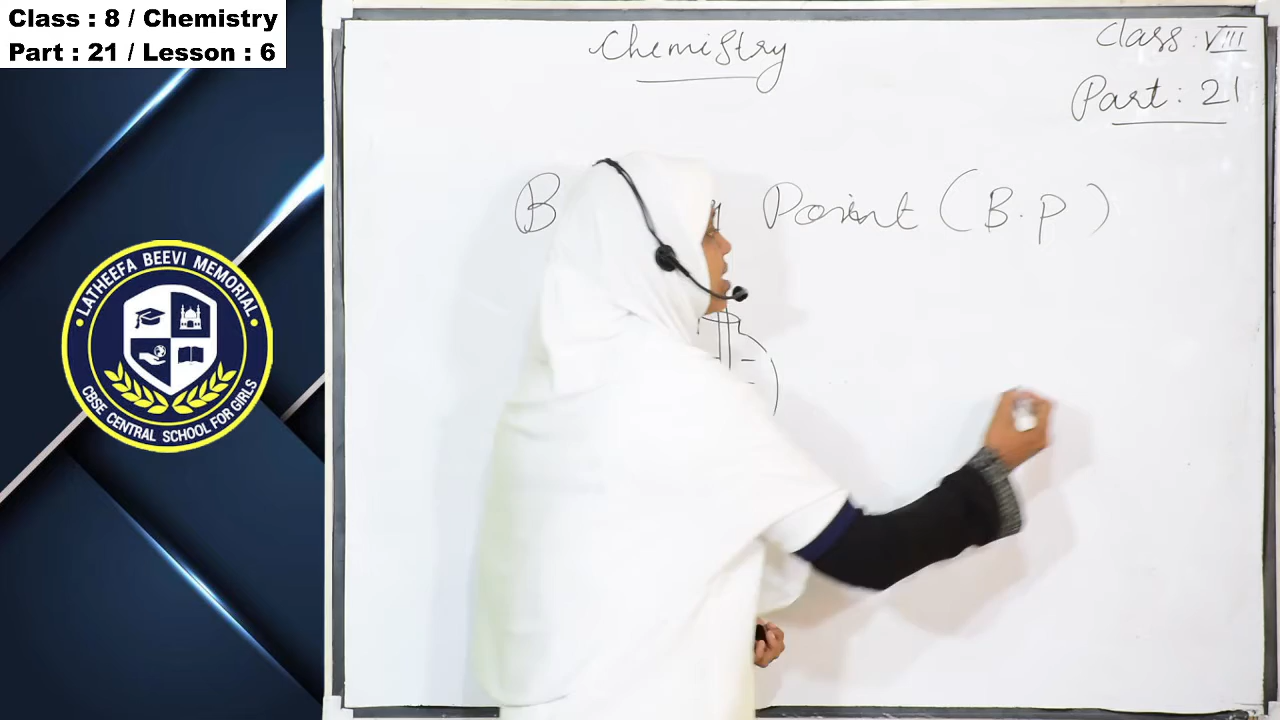 Class : 8 / Chemistry
Part : 21 / Lesson : 6
Chemistry
Class : VIII
Part : 21
Point (B.P)
LATHEEFA BEEVI MEMORIAL
CBSE CENTRAL SCHOOL FOR GIRLS